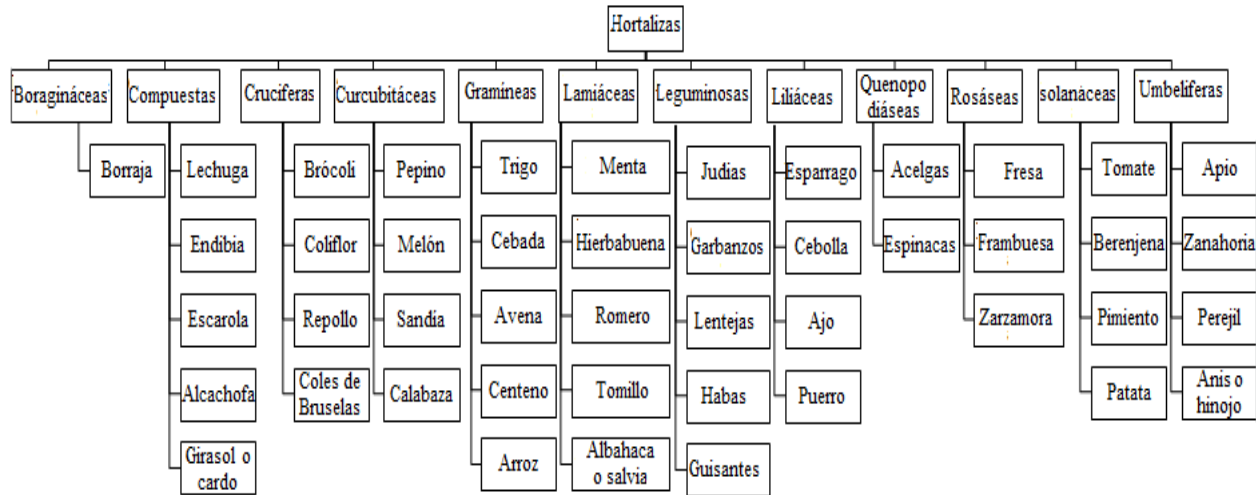 Hortalizas
Boragináceas
Compuestas
Crucíferas
Curcubitáceas
Gramíneas
Lamiáceas
Leguminosas
Liliáceas
Quenopo
diáseas
Rosáseas
solanáceas
Umbelíferas
Borraja
Lechuga
Endibia
Escarola
Alcachofa
Girasol o
cardo
Brócoli
Coliflor
Repollo
Coles de
Bruselas
Pepino
Melón
Sandia
Calabaza
Trigo
Cebada
Avena
Centeno
Arroz
Menta
Hierbabuena
Romero
Tomillo
Albahaca
o salvia
Judias
Garbanzos
Lentejas
Habas
Guisantes
Esparrago
Cebolla
Ajo
Puerro
Acelgas
Espinacas
Fresa
Frambuesa
Zarzamora
Tomate
Berenjena
Pimiento
Patata
Apio
Zanahoria
Perejil
Anis o
hinojo